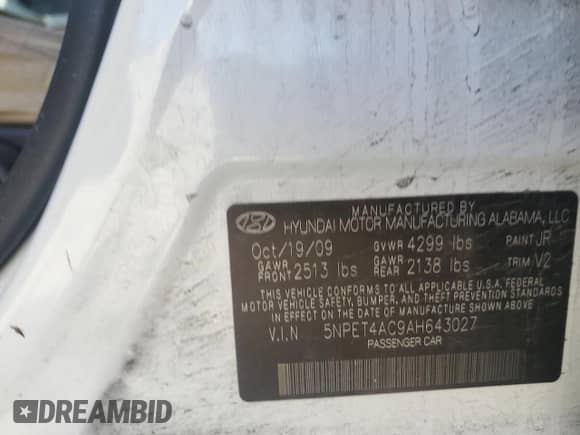 MANUFACTURED BY
HYUNDAI MOTOR MANUFACTURING ALABAMA, LLC
Oct/19/09 GVWR 4299 lbs PAINT JR
GAWR FRONT 2513 lbs GAWR REAR 2138 lbs TRIM V2
THIS VEHICLE CONFORMS TO ALL APPLICABLE U.S.A. FEDERAL
MOTOR VEHICLE SAFETY, BUMPER, AND THEFT PREVENTION STANDARDS
IN EFFECT ON THE DATE OF MANUFACTURE SHOWN ABOVE.
V.I.N 5NPET4AC9AH643027
PASSENGER CAR
DREAMBID